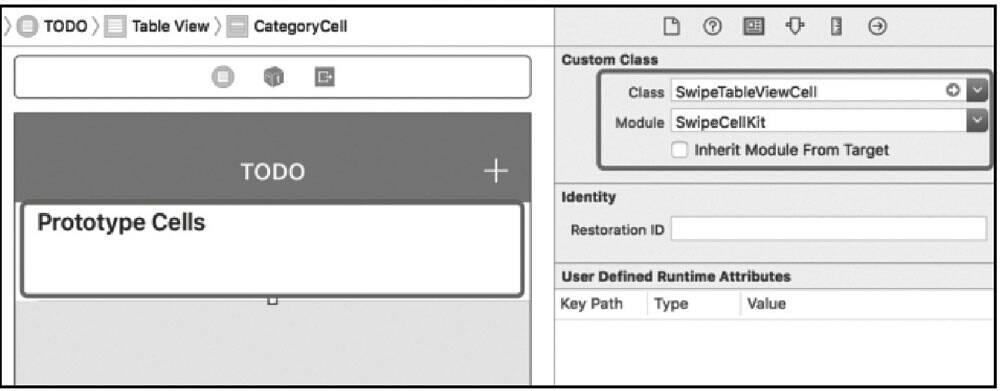 TODO Table View CategoryCell
TODO
Prototype Cells
Custom Class
Class SwipeTableViewCell
Module SwipeCellKit
Inherit Module From Target
Identity
Restoration ID
User Defined Runtime Attributes
Key Path Type Value